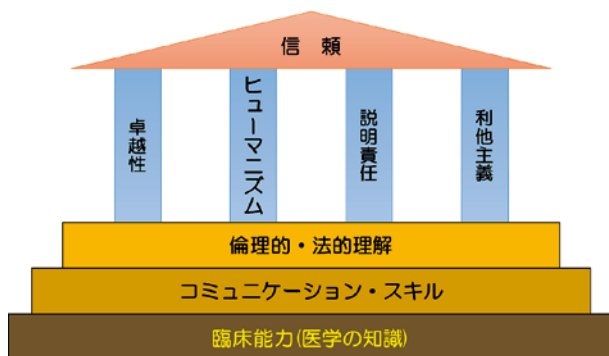 信 頼
卓越性
ヒューマニズム
説明責任
利他主義
倫理的・法的理解
コミュニケーション・スキル
臨床能力(医学の知識)